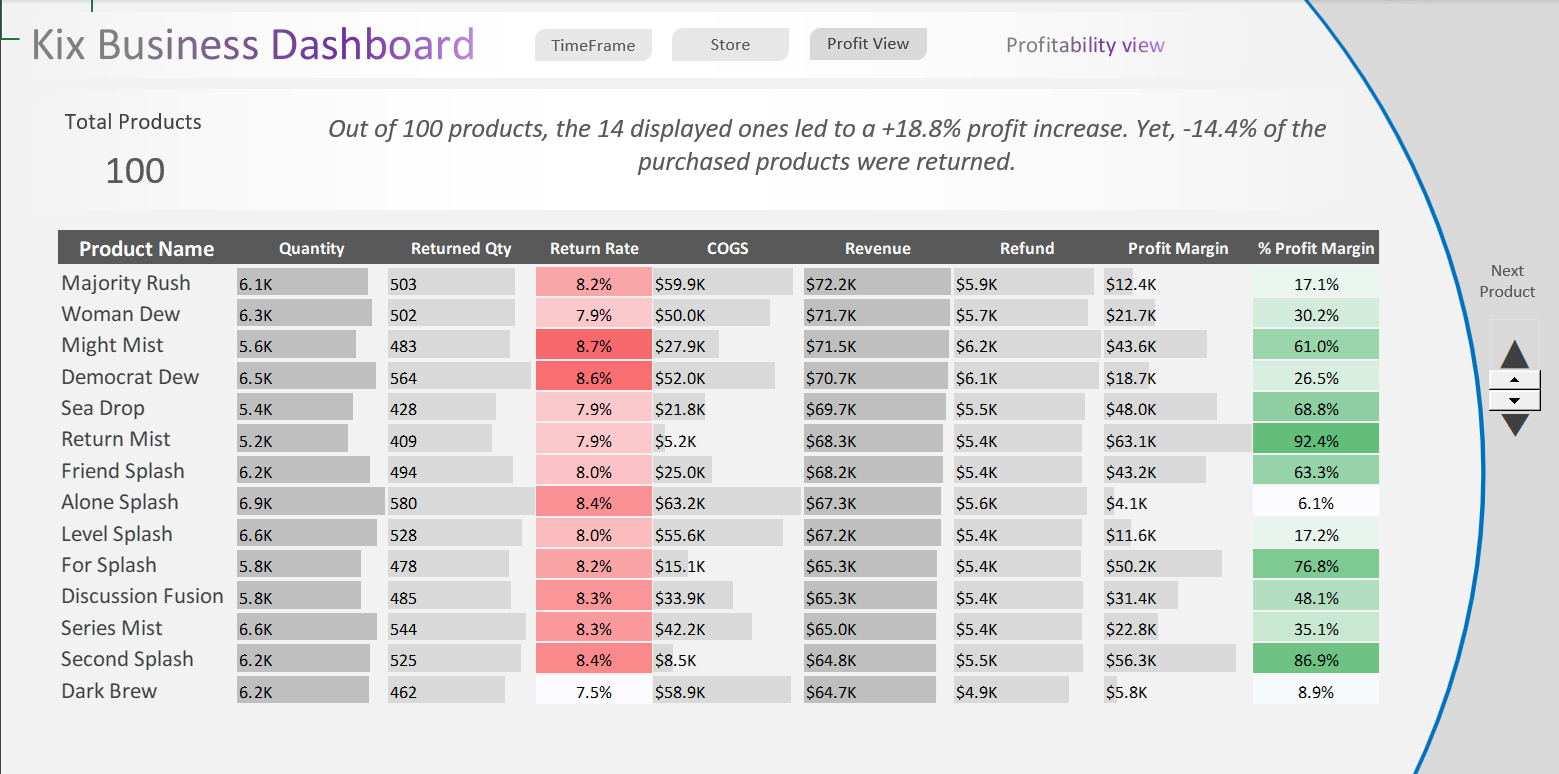 Kix Business Dashboard TimeFrame Store Profit View Profitability view
Total Products
100
Out of 100 products, the 14 displayed ones led to a +18.8% profit increase. Yet, -14.4% of the
purchased products were returned.
Product Name Quantity Returned Qty Return Rate COGS Revenue Refund Profit Margin % Profit Margin
Majority Rush 6.1K 503 8.2% $59.9K $72.2K $5.9K $12.4K 17.1%
Woman Dew 6.3K 502 7.9% $50.0K $71.7K $5.7K $21.7K 30.2%
Might Mist 5.6K 483 8.7% $27.9K $71.5K $6.2K $43.6K 61.0%
Democrat Dew 6.5K 564 8.6% $52.0K $70.7K $6.1K $18.7K 26.5%
Sea Drop 5.4K 428 7.9% $21.8K $69.7K $5.5K $48.0K 68.8%
Return Mist 5.2K 409 7.9% $5.2K $68.3K $5.4K $63.1K 92.4%
Friend Splash 6.2K 494 8.0% $25.0K $68.2K $5.4K $43.2K 63.3%
Alone Splash 6.9K 580 8.4% $63.2K $67.3K $5.6K $4.1K 6.1%
Level Splash 6.6K 528 8.0% $55.6K $67.2K $5.4K $11.6K 17.2%
For Splash 5.8K 478 8.2% $15.1K $65.3K $5.4K $50.2K 76.8%
Discussion Fusion 5.8K 485 8.3% $33.9K $65.3K $5.4K $31.4K 48.1%
Series Mist 6.6K 544 8.3% $42.2K $65.0K $5.4K $22.8K 35.1%
Second Splash 6.2K 525 8.4% $8.5K $64.8K $5.5K $56.3K 86.9%
Dark Brew 6.2K 462 7.5% $58.9K $64.7K $4.9K $5.8K 8.9%
Next
Product